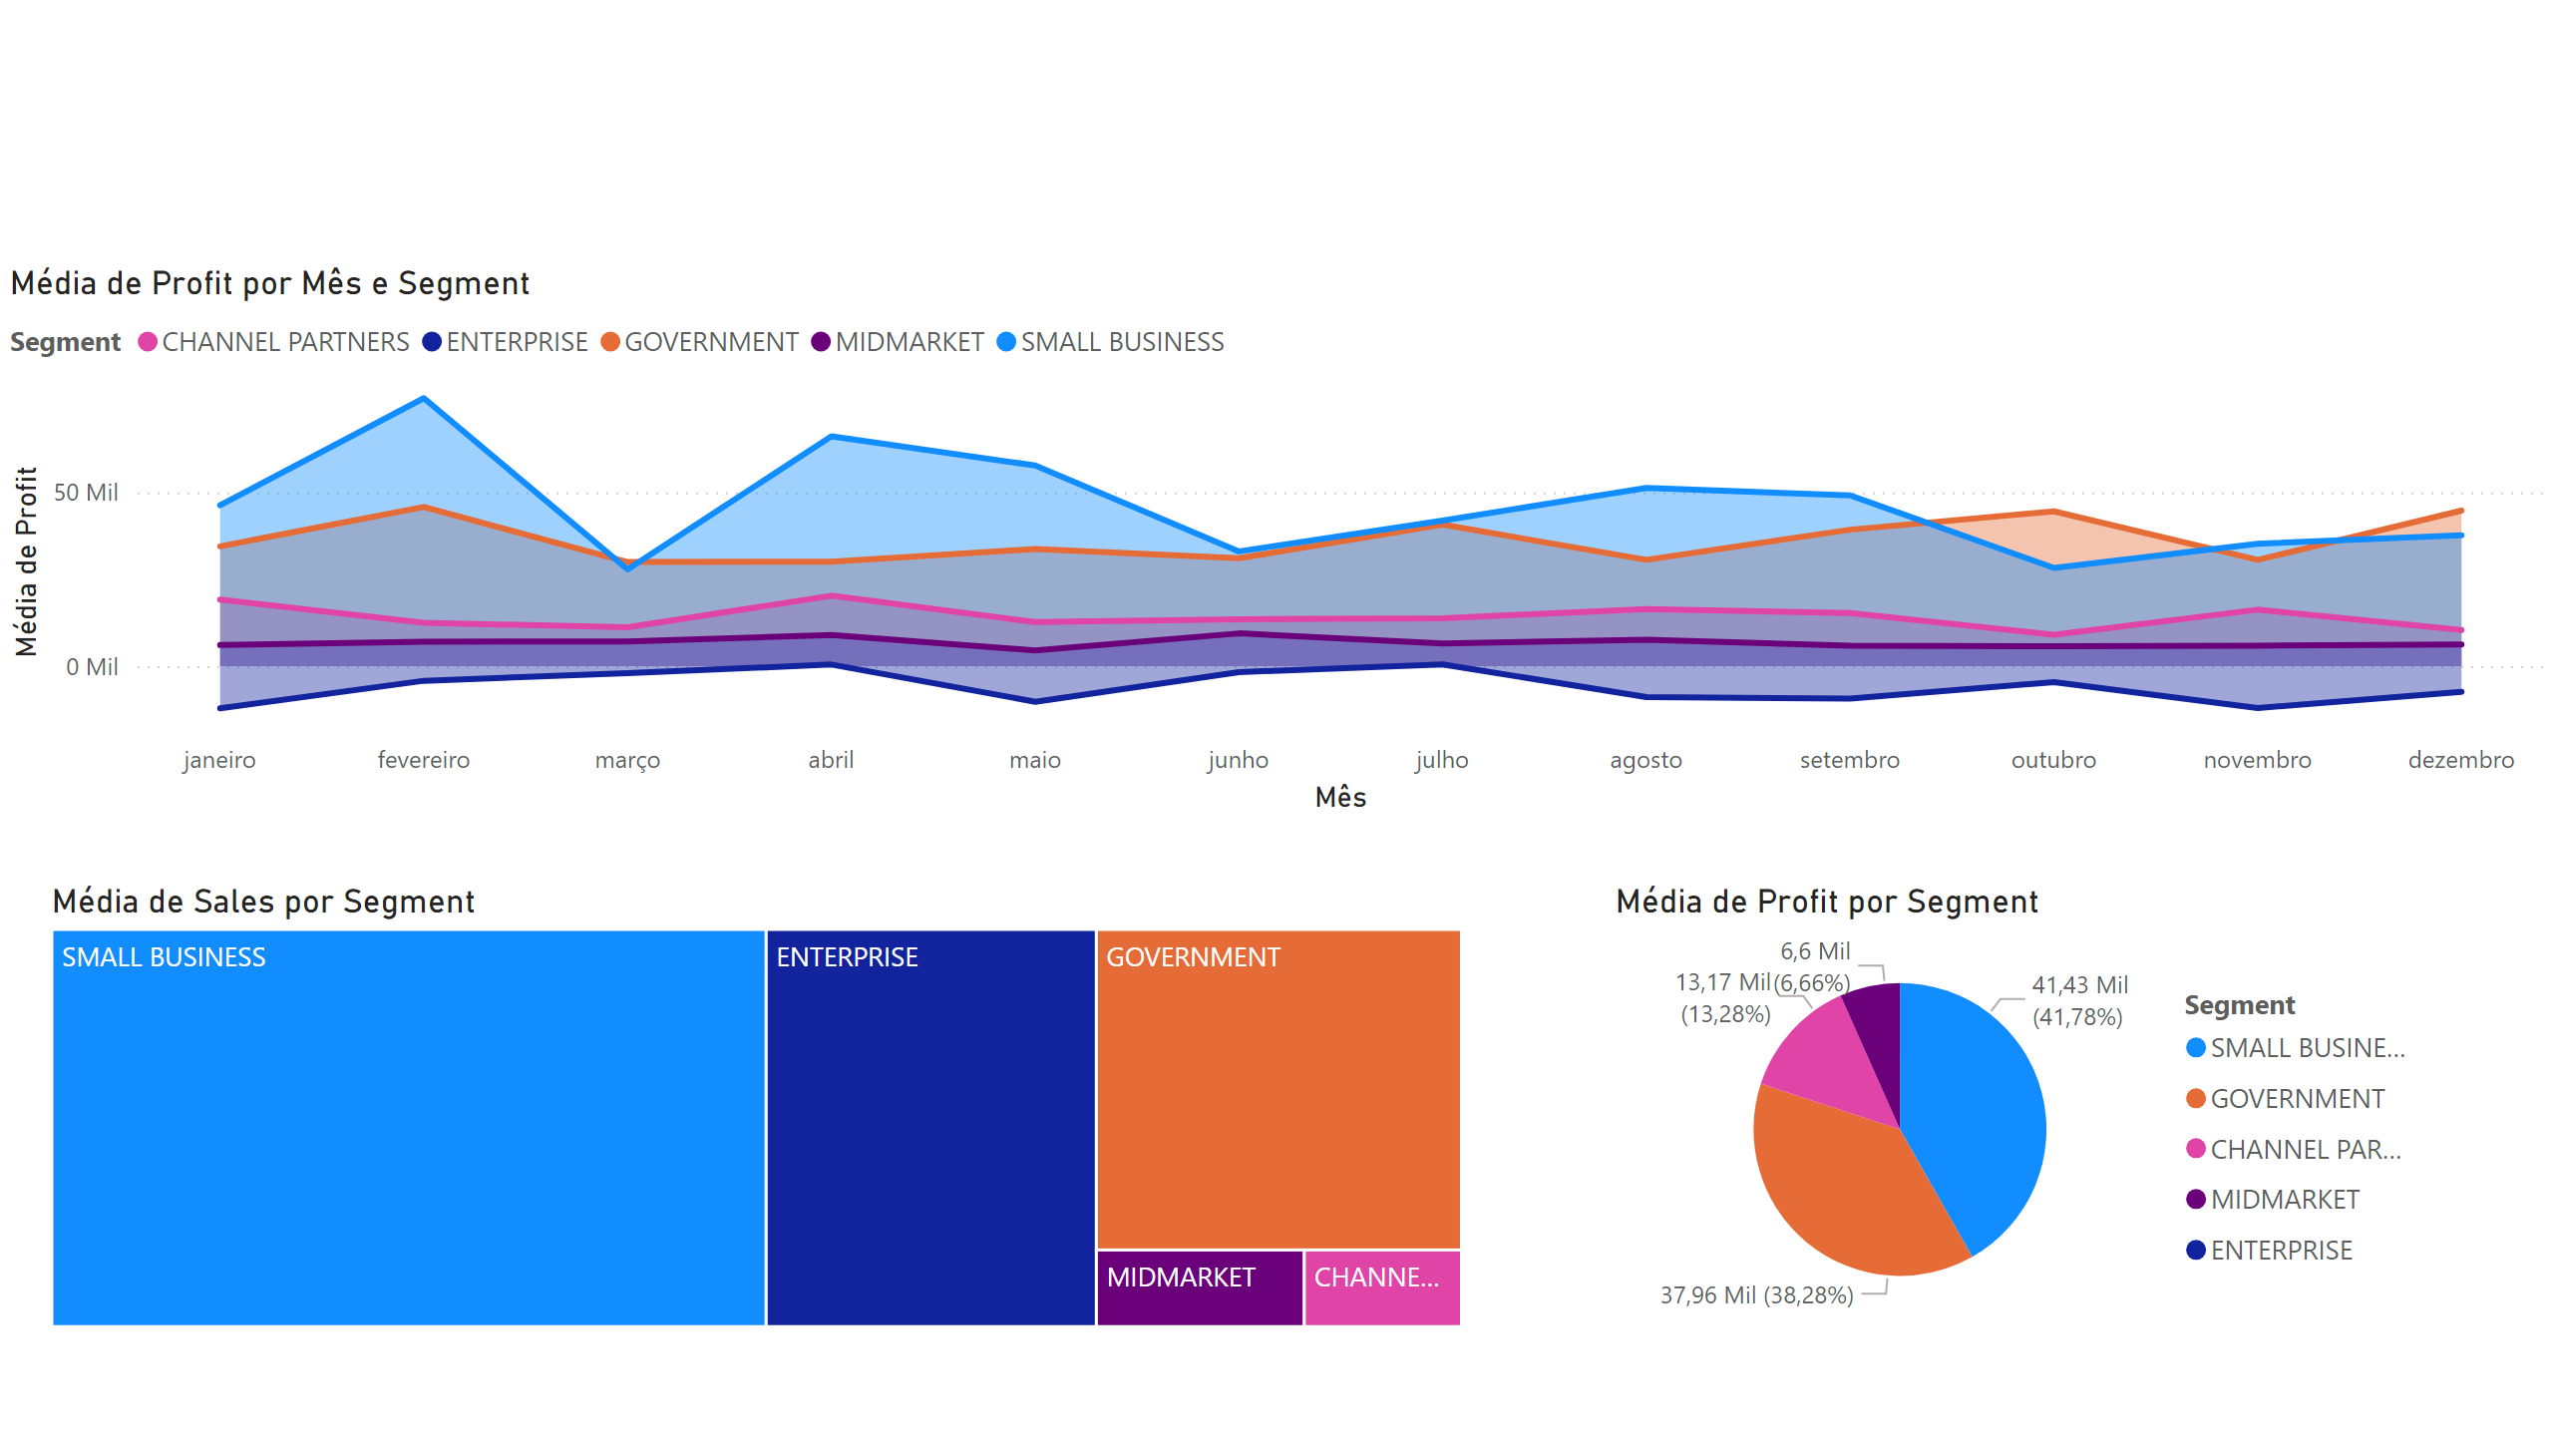 Média de Profit por Mês e Segment
Segment CHANNEL PARTNERS ENTERPRISE GOVERNMENT MIDMARKET SMALL BUSINESS
Média de Profit
50 Mil
0 Mil
janeiro fevereiro março abril maio junho julho agosto setembro outubro novembro dezembro
Mês
Média de Sales por Segment
SMALL BUSINESS
ENTERPRISE
GOVERNMENT
MIDMARKET
CHANNE...
Média de Profit por Segment
6,6 Mil
(6,66%)
13,17 Mil
(13,28%)
41,43 Mil
(41,78%)
37,96 Mil (38,28%)
Segment
SMALL BUSINE...
GOVERNMENT
CHANNEL PAR...
MIDMARKET
ENTERPRISE